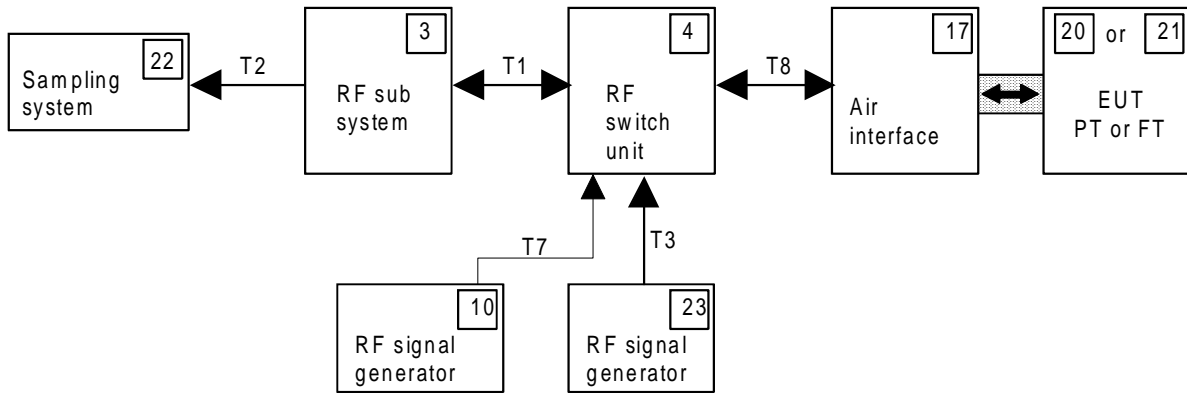 22
Sampling
system
T2
3
RF sub
system
T1
4
RF
switch
unit
T8
17
Air
interface
20 or 21
EUT
PT or FT
T7
T3
10
RF signal
generator
23
RF signal
generator